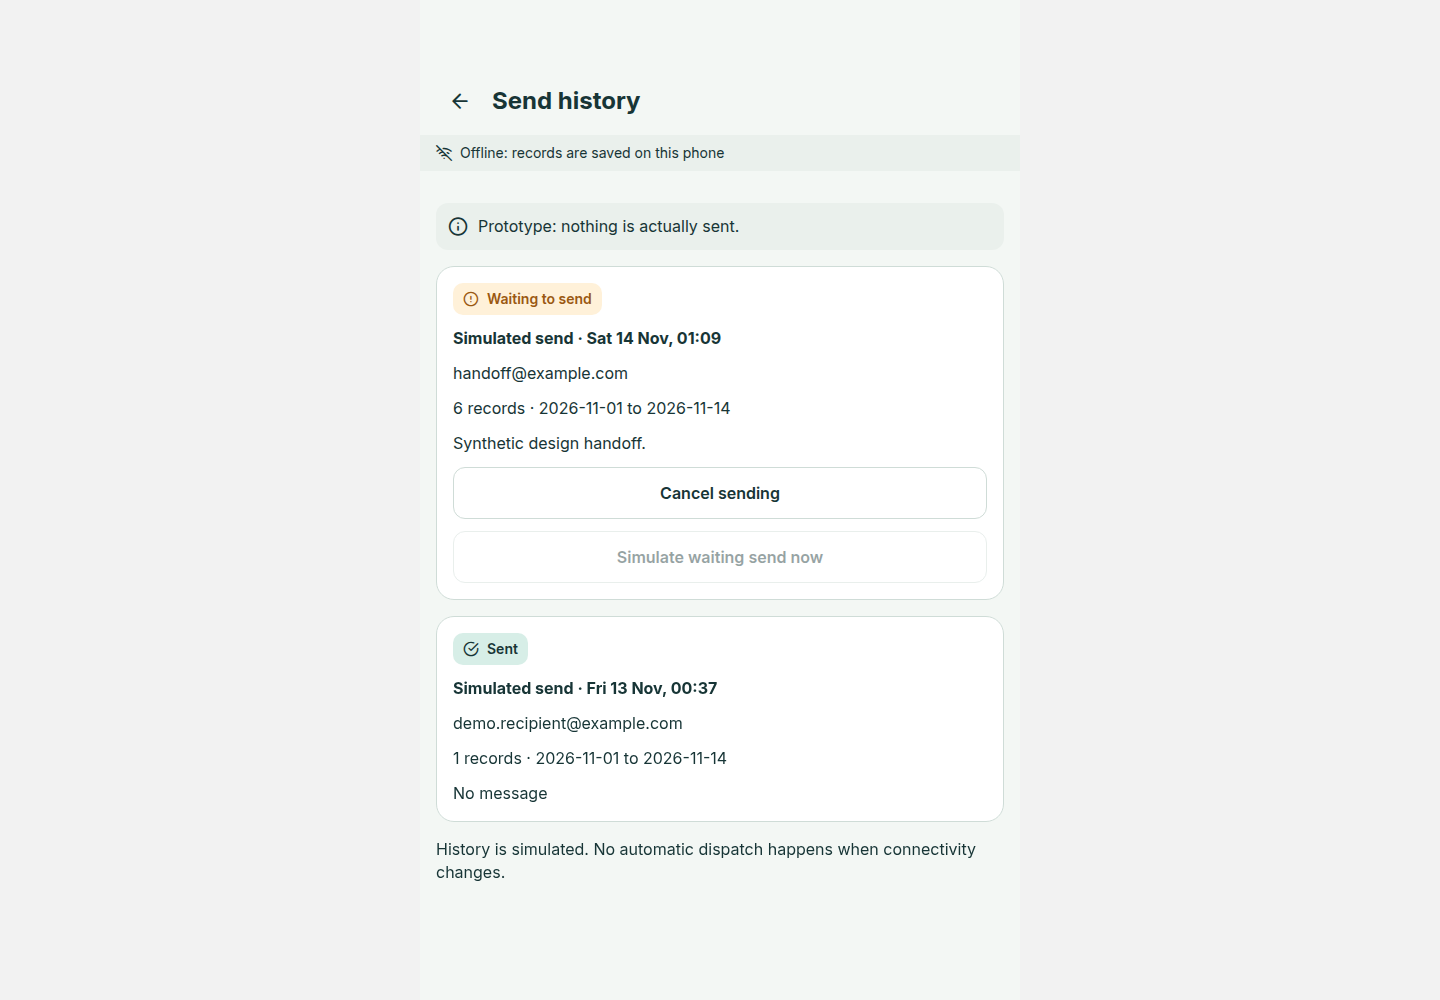 Send history
Offline: records are saved on this phone
Prototype: nothing is actually sent.
Waiting to send
Simulated send · Sat 14 Nov, 01:09
handoff@example.com
6 records · 2026-11-01 to 2026-11-14
Synthetic design handoff.
Cancel sending
Simulate waiting send now
Sent
Simulated send · Fri 13 Nov, 00:37
demo.recipient@example.com
1 records · 2026-11-01 to 2026-11-14
No message
History is simulated. No automatic dispatch happens when connectivity
changes.